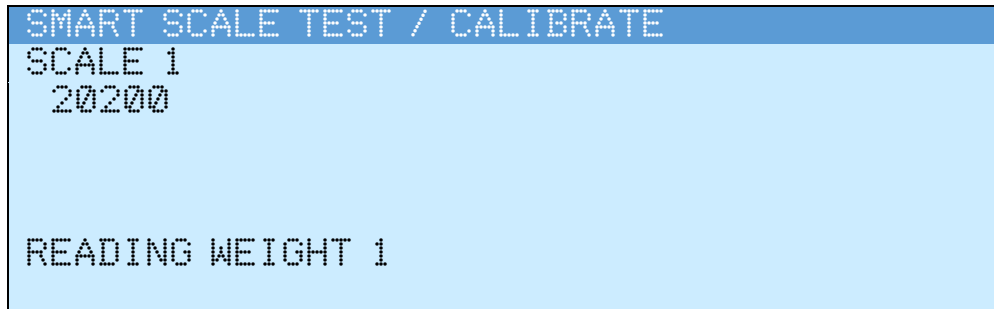 SMART SCALE TEST / CALIBRATE
SCALE 1
20200
READING WEIGHT 1